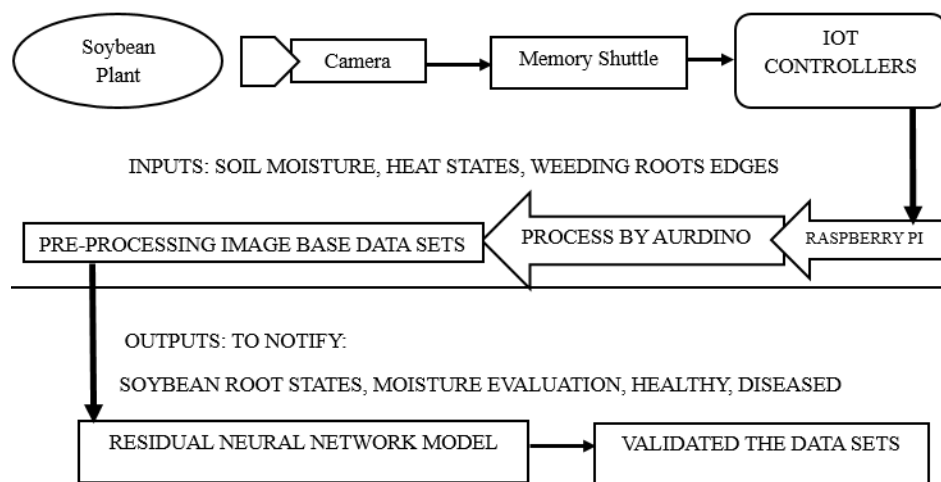 Soybean
Plant
Camera
Memory Shuttle
IOT
CONTROLLERS
INPUTS: SOIL MOISTURE, HEAT STATES, WEEDING ROOTS EDGES
RASPBERRY PI
PROCESS BY AURDINO
PRE-PROCESSING IMAGE BASE DATA SETS
OUTPUTS: TO NOTIFY:
SOYBEAN ROOT STATES, MOISTURE EVALUATION, HEALTHY, DISEASED
RESIDUAL NEURAL NETWORK MODEL
VALIDATED THE DATA SETS